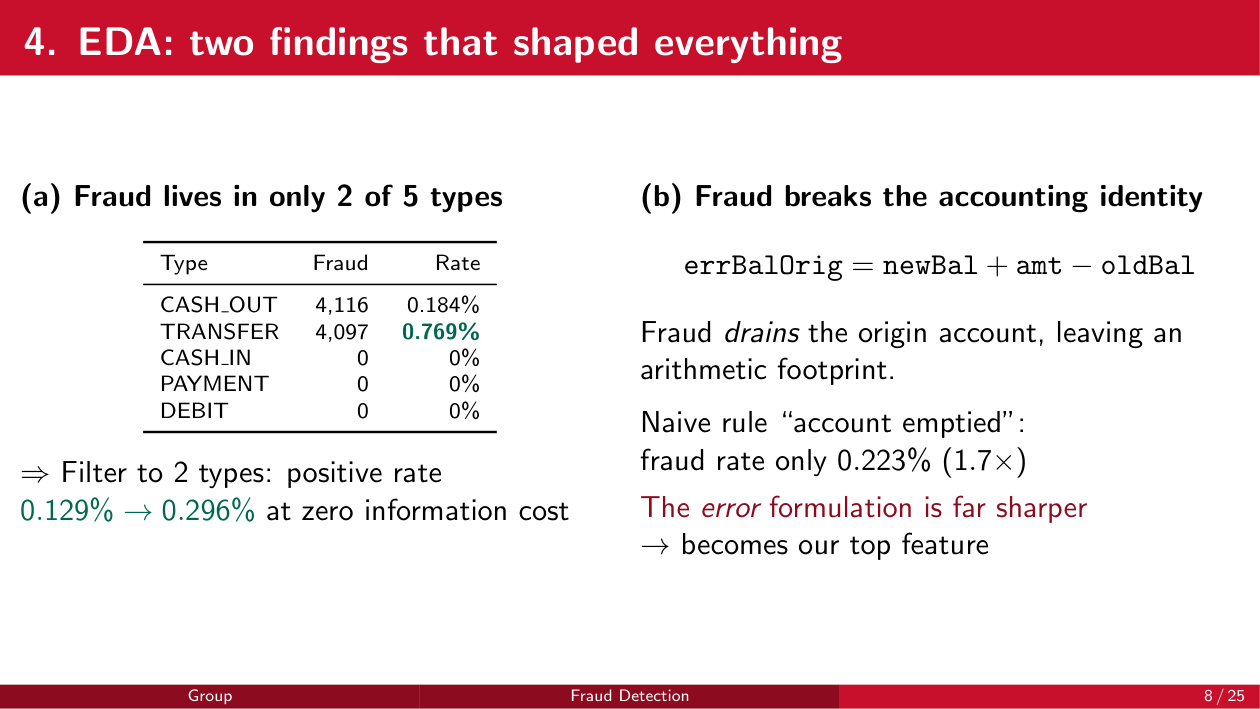 4. EDA: two findings that shaped everything
(a) Fraud lives in only 2 of 5 types
Type Fraud Rate
CASH_OUT 4,116 0.184%
TRANSFER 4,097 0.769%
CASH_IN 0 0%
PAYMENT 0 0%
DEBIT 0 0%
⇒ Filter to 2 types: positive rate
0.129% → 0.296% at zero information cost
(b) Fraud breaks the accounting identity
errBalOrig = newBal + amt − oldBal
Fraud drains the origin account, leaving an
arithmetic footprint.
Naive rule “account emptied”:
fraud rate only 0.223% (1.7×)
The error formulation is far sharper
→ becomes our top feature
Group
Fraud Detection
8 / 25